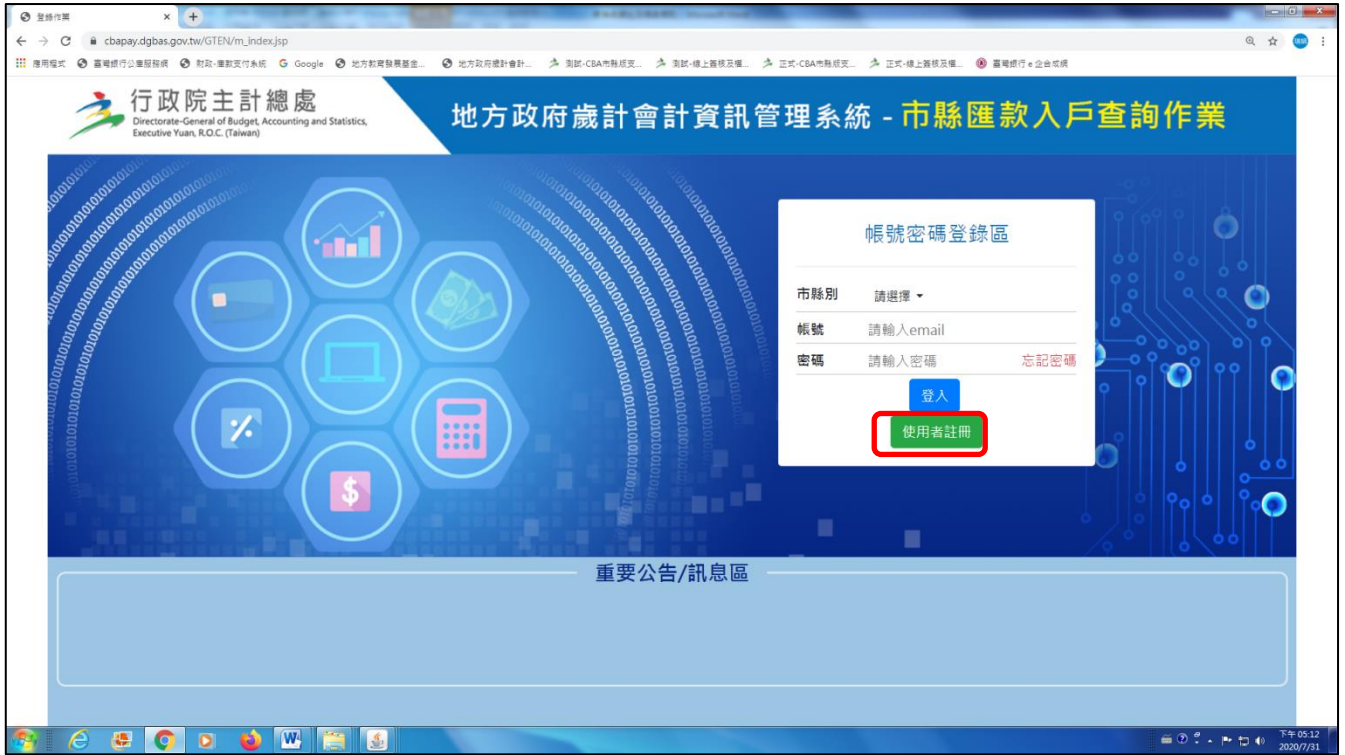 登錄作業
cbapay.dgbas.gov.tw/GTEN/m_index.jsp
應用程式 臺灣銀行公庫服務網 財政-庫款支付系統 Google 地方教育發展基金... 地方政府歲計會計... 測試-CBA市縣版支... 測試-線上簽核及權... 正式-CBA市縣版支... 正式-線上簽核及權... 臺灣銀行e企合成網
行政院主計總處
Directorate-General of Budget, Accounting and Statistics,
Executive Yuan, R.O.C. (Taiwan)
地方政府歲計會計資訊管理系統 - 市縣匯款入戶查詢作業
帳號密碼登錄區
市縣別 請選擇
帳號 請輸入email
密碼 請輸入密碼 忘記密碼
登入
使用者註冊
重要公告/訊息區
下午 05:12
2020/7/31